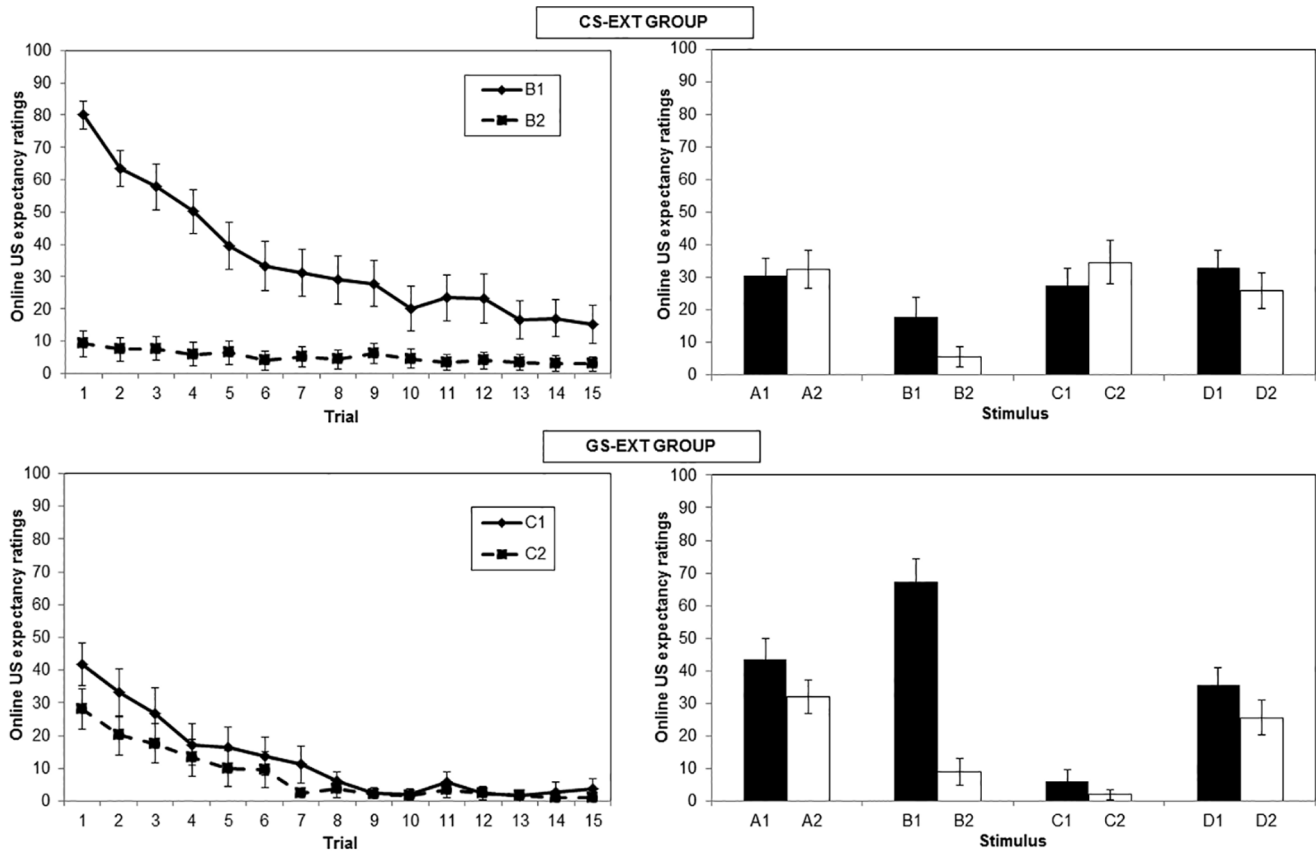 CS-EXT GROUP
Online US expectancy ratings
100
90
80
70
60
50
40
30
20
10
0
B1
B2
1 2 3 4 5 6 7 8 9 10 11 12 13 14 15
Trial
Online US expectancy ratings
100
90
80
70
60
50
40
30
20
10
0
A1 A2 B1 B2 C1 C2 D1 D2
Stimulus
GS-EXT GROUP
Online US expectancy ratings
100
90
80
70
60
50
40
30
20
10
0
C1
C2
1 2 3 4 5 6 7 8 9 10 11 12 13 14 15
Trial
Online US expectancy ratings
100
90
80
70
60
50
40
30
20
10
0
A1 A2 B1 B2 C1 C2 D1 D2
Stimulus